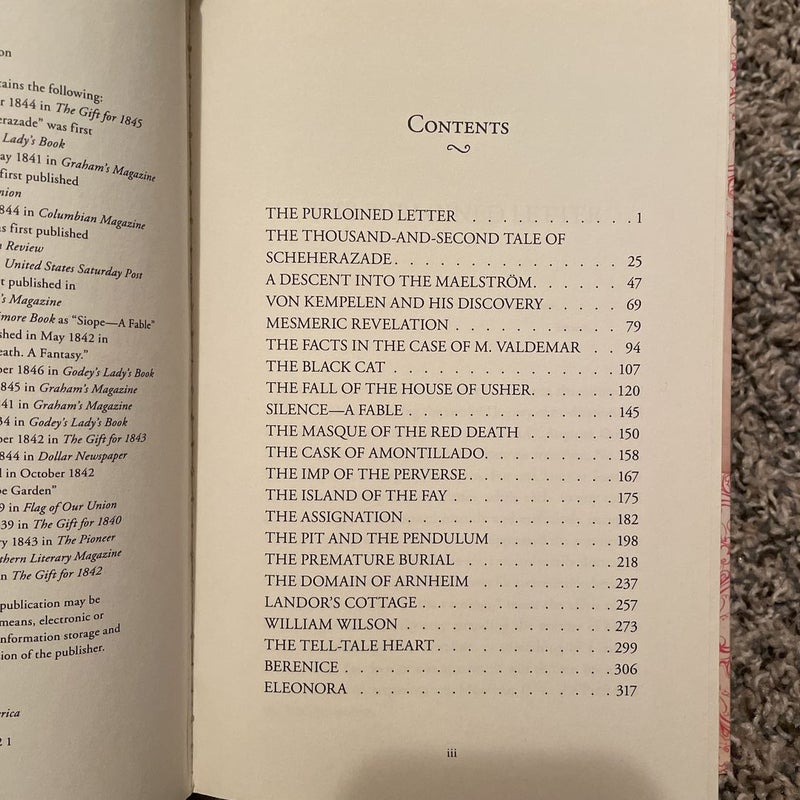 on
ains the following:
r 1844 in The Gift for 1845
erazade” was first
Lady’s Book
ay 1841 in Graham’s Magazine
first published
nion
844 in Columbian Magazine
s first published
n Review
United States Saturday Post
t published in
’s Magazine
more Book as “Siope—A Fable”
shed in May 1842 in
eath. A Fantasy.”
ber 1846 in Godey’s Lady’s Book
845 in Graham’s Magazine
41 in Graham’s Magazine
34 in Godey’s Lady’s Book
ber 1842 in The Gift for 1843
844 in Dollar Newspaper
l in October 1842
pe Garden”
9 in Flag of Our Union
39 in The Gift for 1840
ry 1843 in The Pioneer
thern Literary Magazine
n The Gift for 1842
publication may be
means, electronic or
nformation storage and
ion of the publisher.
erica
2 1
CONTENTS
THE PURLOINED LETTER . . . . . . . . . . . 1
THE THOUSAND-AND-SECOND TALE OF
SCHEHERAZADE . . . . . . . . . . . . . . 25
A DESCENT INTO THE MAELSTRÖM. . . . . . . 47
VON KEMPELEN AND HIS DISCOVERY . . . . . . 69
MESMERIC REVELATION . . . . . . . . . . . 79
THE FACTS IN THE CASE OF M. VALDEMAR . . 94
THE BLACK CAT . . . . . . . . . . . . . . 107
THE FALL OF THE HOUSE OF USHER. . . . . . 120
SILENCE—A FABLE . . . . . . . . . . . . . 145
THE MASQUE OF THE RED DEATH . . . . . . 150
THE CASK OF AMONTILLADO. . . . . . . . . 158
THE IMP OF THE PERVERSE . . . . . . . . . 167
THE ISLAND OF THE FAY . . . . . . . . . . 175
THE ASSIGNATION . . . . . . . . . . . . . 182
THE PIT AND THE PENDULUM . . . . . . . . 198
THE PREMATURE BURIAL . . . . . . . . . . 218
THE DOMAIN OF ARNHEIM . . . . . . . . . 237
LANDOR’S COTTAGE . . . . . . . . . . . . 257
WILLIAM WILSON . . . . . . . . . . . . . 273
THE TELL-TALE HEART . . . . . . . . . . . 299
BERENICE . . . . . . . . . . . . . . . . 306
ELEONORA . . . . . . . . . . . . . . . . 317
iii